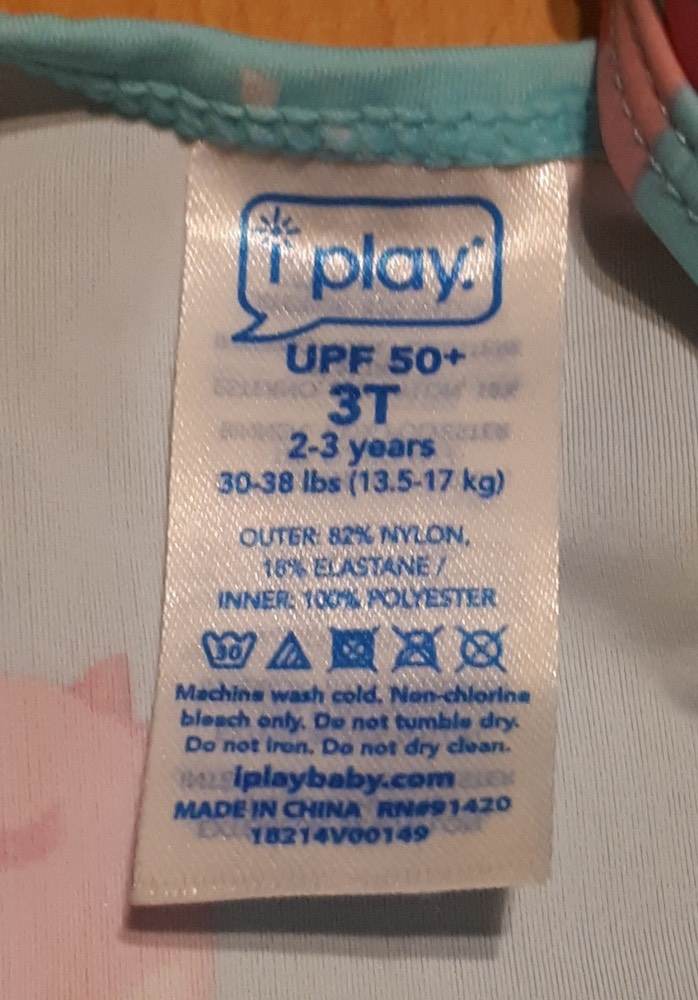 i play.
UPF 50+
3T
2-3 years
30-38 lbs (13.5-17 kg)
OUTER: 82% NYLON,
18% ELASTANE /
INNER: 100% POLYESTER
30
Machine wash cold. Non-chlorine
bleach only. Do not tumble dry.
Do not iron. Do not dry clean.
iplaybaby.com
MADE IN CHINA RN#91420
18214V00149